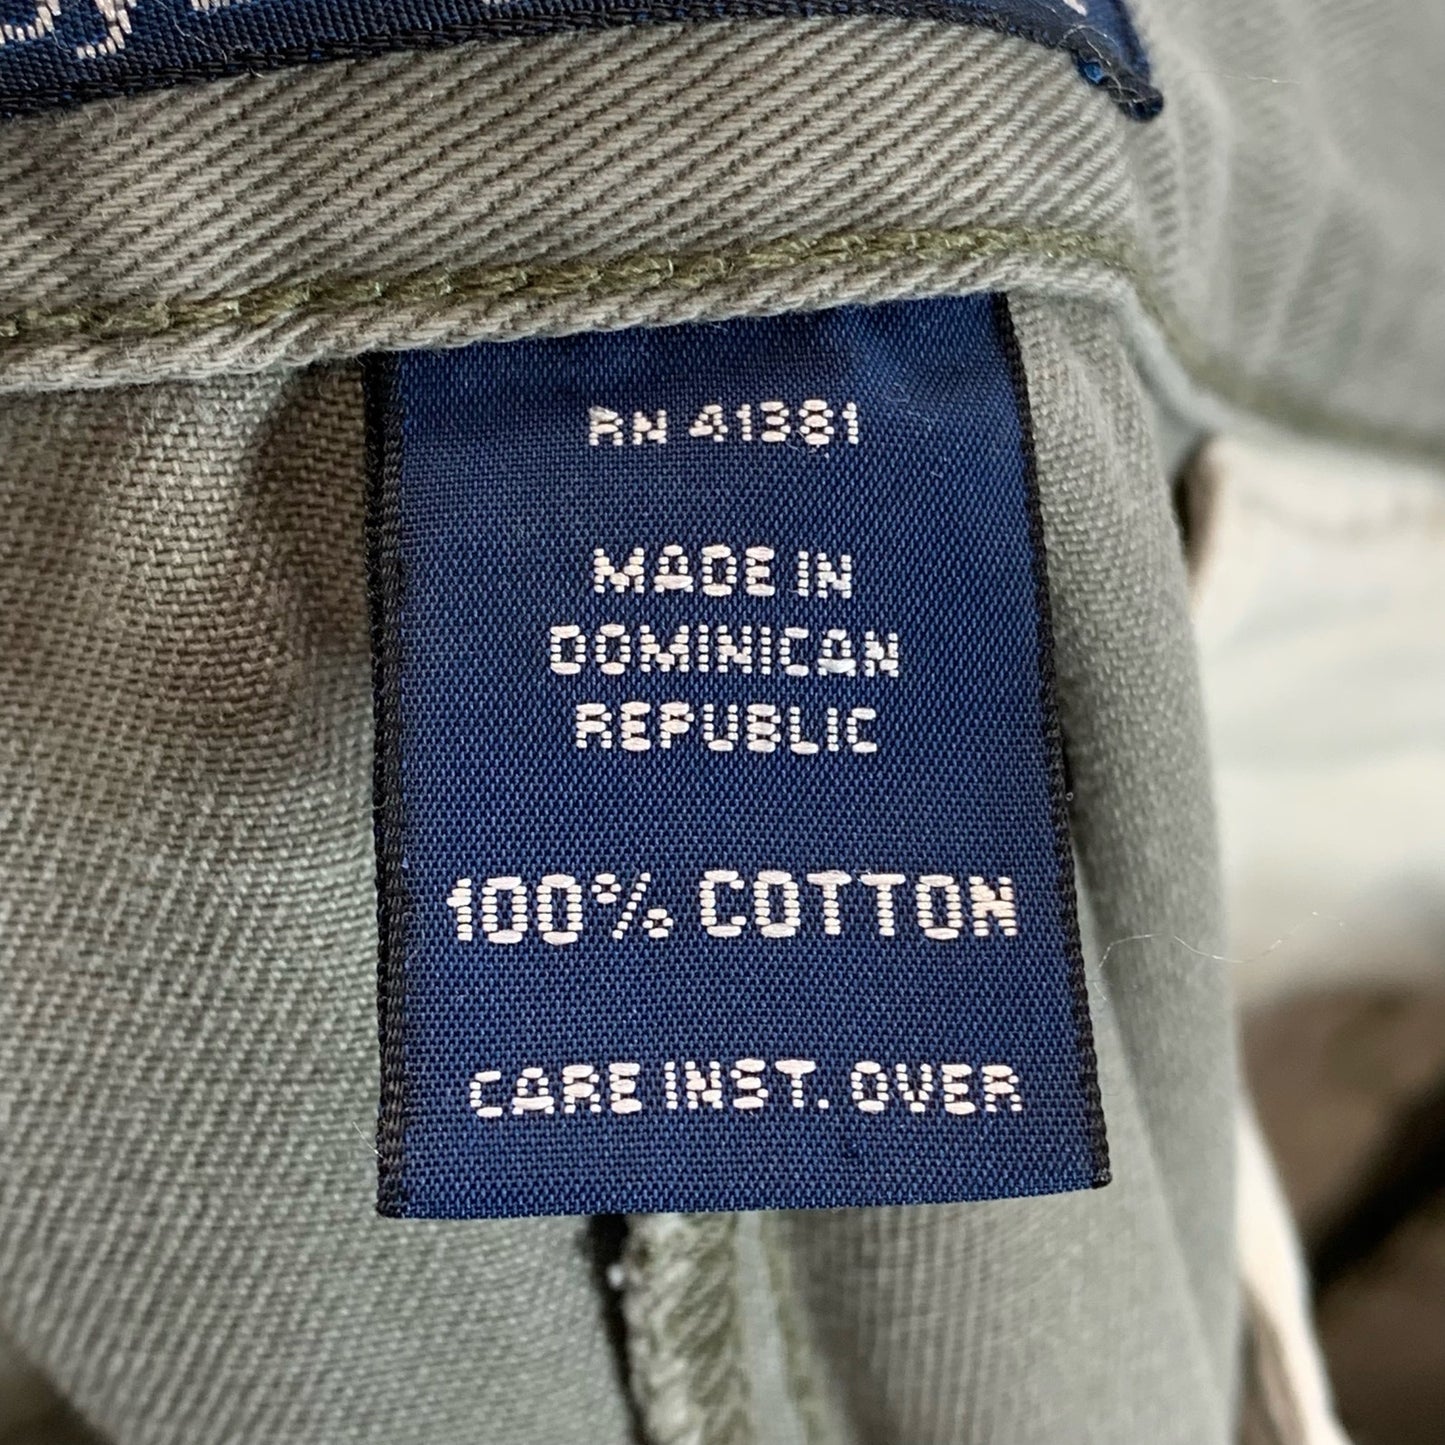 RN 41381
MADE IN
DOMINICAN
REPUBLIC
100% COTTON
CARE INST. OVER